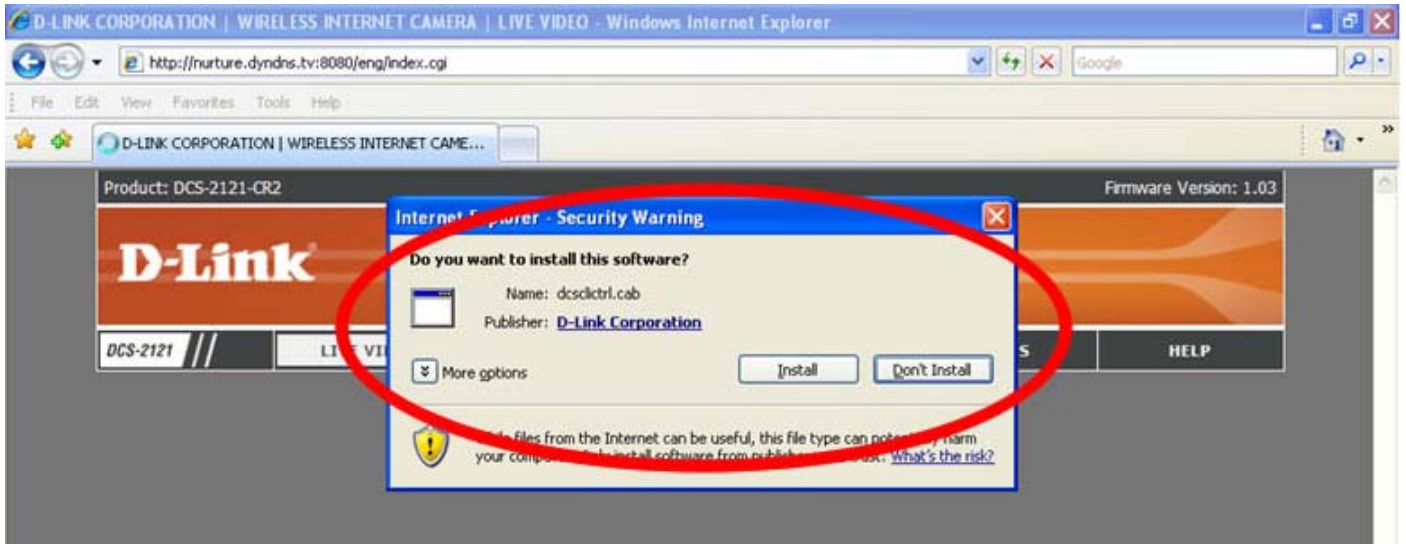 D-LINK CORPORATION | WIRELESS INTERNET CAMERA | LIVE VIDEO - Windows Internet Explorer
http://nurture.dyndns.tv:8080/eng/index.cgi
Google
File Edit View Favorites Tools Help
D-LINK CORPORATION | WIRELESS INTERNET CAME...
Product: DCS-2121-CR2
Firmware Version: 1.03
D-Link
Internet Explorer - Security Warning
Do you want to install this software?
Name: dcsclictrl.cab
Publisher: D-Link Corporation
DCS-2121
HELP
More options
Install
Don't Install
files from the Internet can be useful, this file type can harm
your install software from What's the risk?